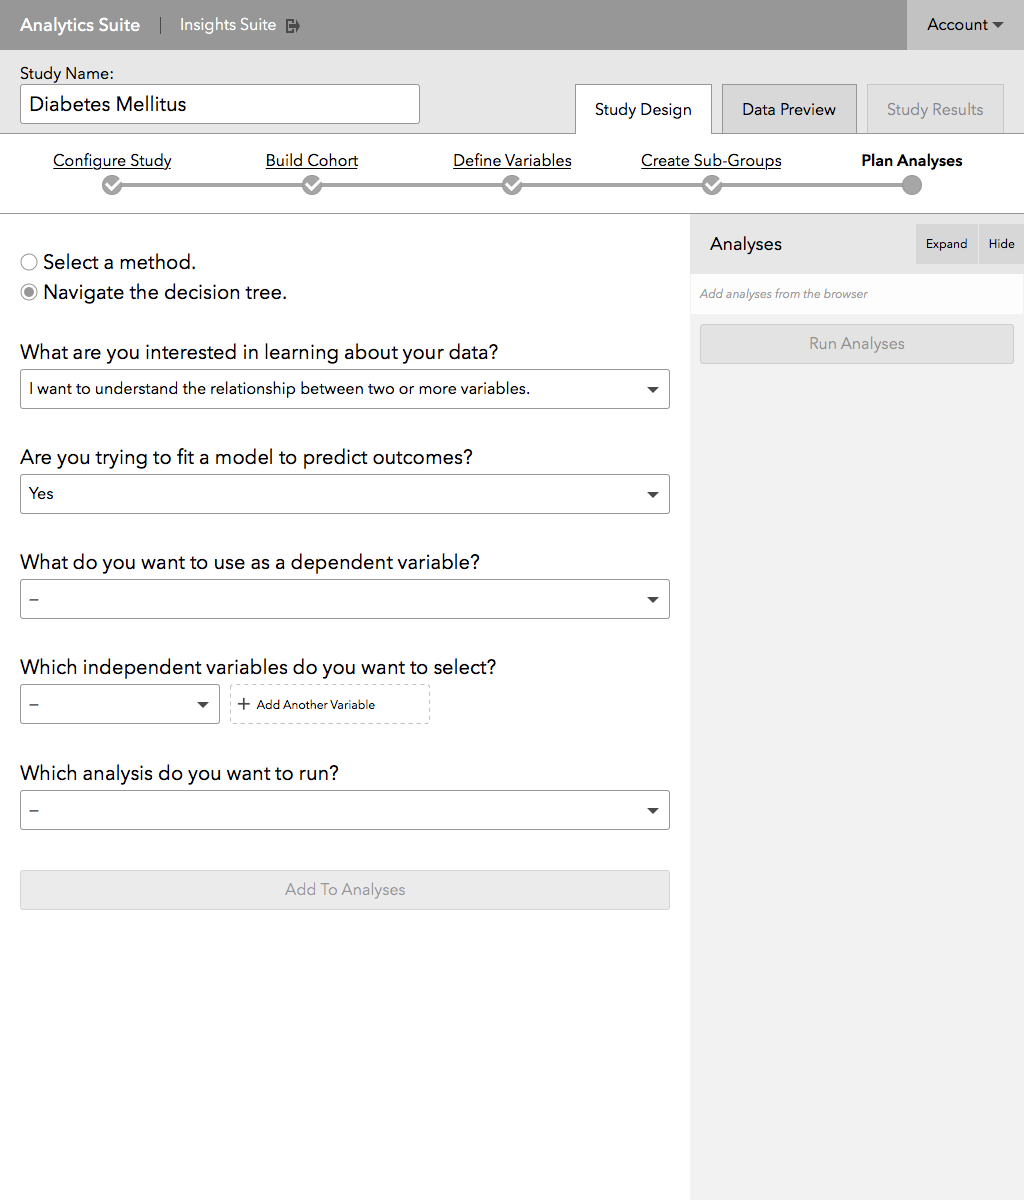 Analytics Suite | Insights Suite Account
Study Name:
Diabetes Mellitus
Study Design Data Preview Study Results
Configure Study Build Cohort Define Variables Create Sub-Groups Plan Analyses
Select a method.
Navigate the decision tree.
What are you interested in learning about your data?
I want to understand the relationship between two or more variables.
Are you trying to fit a model to predict outcomes?
Yes
What do you want to use as a dependent variable?
–
Which independent variables do you want to select?
– + Add Another Variable
Which analysis do you want to run?
–
Add To Analyses
Analyses Expand Hide
Add analyses from the browser
Run Analyses